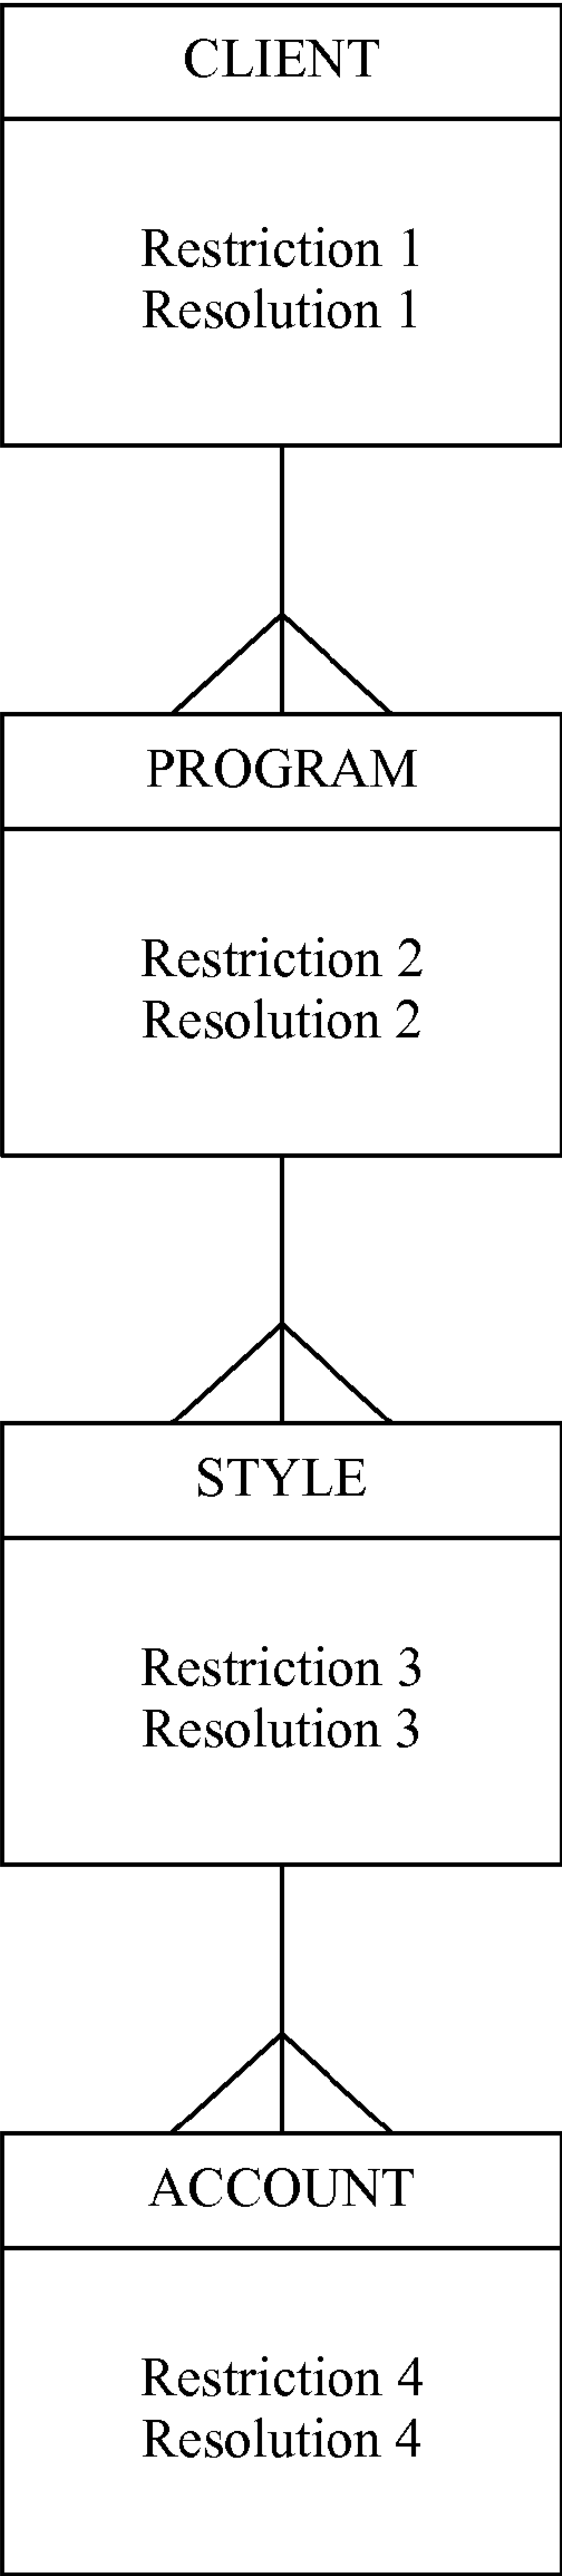 CLIENT
Restriction 1
Resolution 1
PROGRAM
Restriction 2
Resolution 2
STYLE
Restriction 3
Resolution 3
ACCOUNT
Restriction 4
Resolution 4